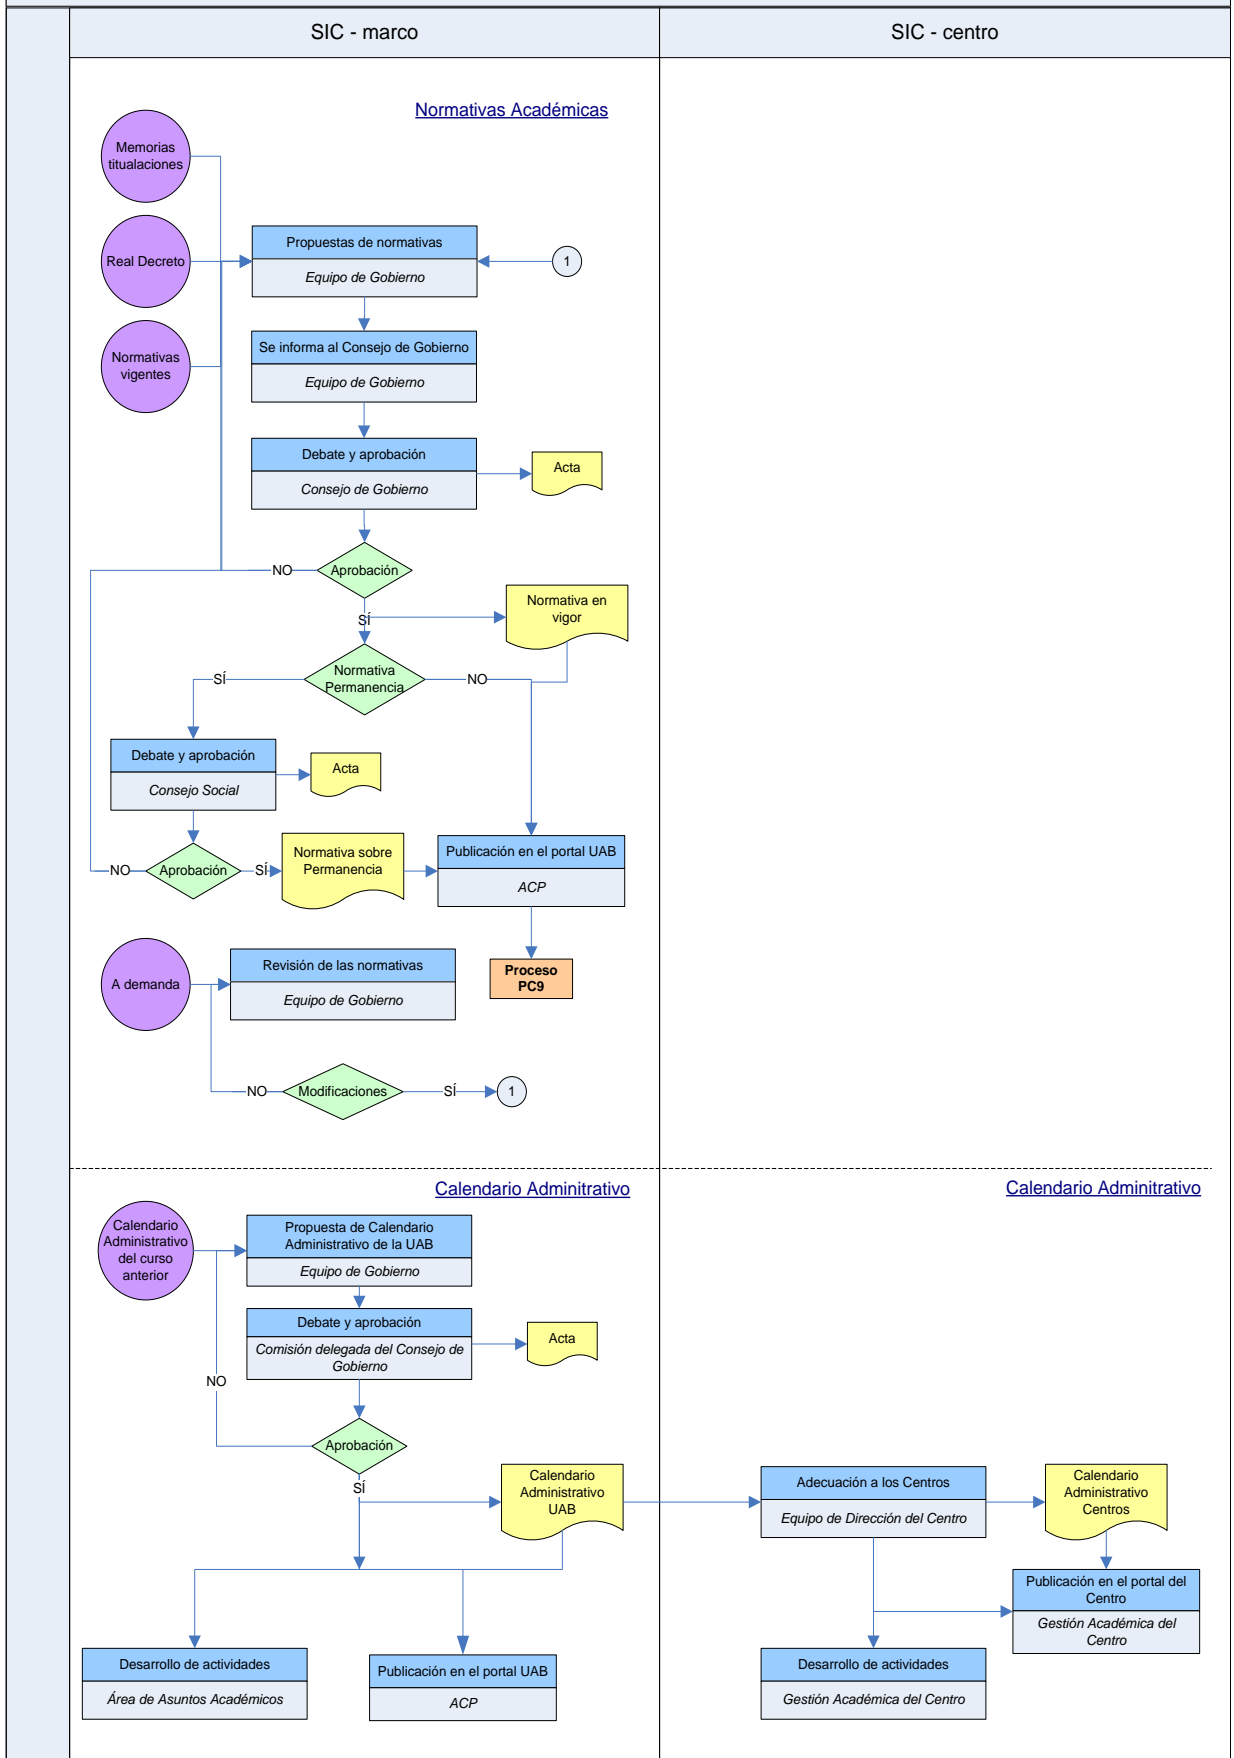 SIC - marco
SIC - centro
Normativas Académicas
Memorias
titualaciones
Real Decreto
Normativas
vigentes
Propuestas de normativas
Equipo de Gobierno
1
Se informa al Consejo de Gobierno
Equipo de Gobierno
Debate y aprobación
Consejo de Gobierno
Acta
Aprobación
NO
SÍ
Normativa en
vigor
Normativa
Permanencia
SÍ
NO
Debate y aprobación
Consejo Social
Acta
Aprobación
NO
SÍ
Normativa sobre
Permanencia
Publicación en el portal UAB
ACP
Proceso
PC9
A demanda
Revisión de las normativas
Equipo de Gobierno
Modificaciones
NO
SÍ
1
Calendario Adminitrativo
Calendario Adminitrativo
Calendario
Administrativo
del curso
anterior
Propuesta de Calendario
Administrativo de la UAB
Equipo de Gobierno
Debate y aprobación
Comisión delegada del Consejo de
Gobierno
Acta
NO
Aprobación
SÍ
Calendario
Administrativo
UAB
Adecuación a los Centros
Equipo de Dirección del Centro
Calendario
Administrativo
Centros
Publicación en el portal del
Centro
Gestión Académica del
Centro
Desarrollo de actividades
Área de Asuntos Académicos
Publicación en el portal UAB
ACP
Desarrollo de actividades
Gestión Académica del Centro